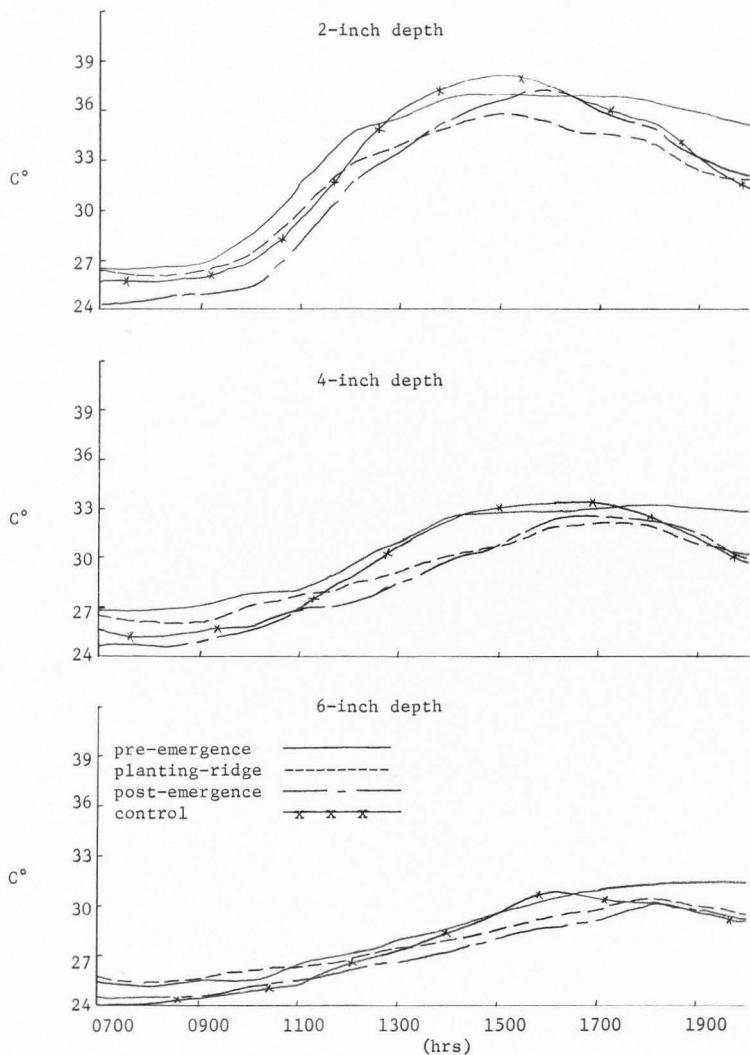 2-inch depth
39
36
33
C°
30
27
24
4-inch depth
39
36
33
C°
30
27
24
6-inch depth
pre-emergence
39
planting-ridge
36
post-emergence
control
33
C°
30
27
24
0700 0900 1100 1300 1500 1700 1900
(hrs)